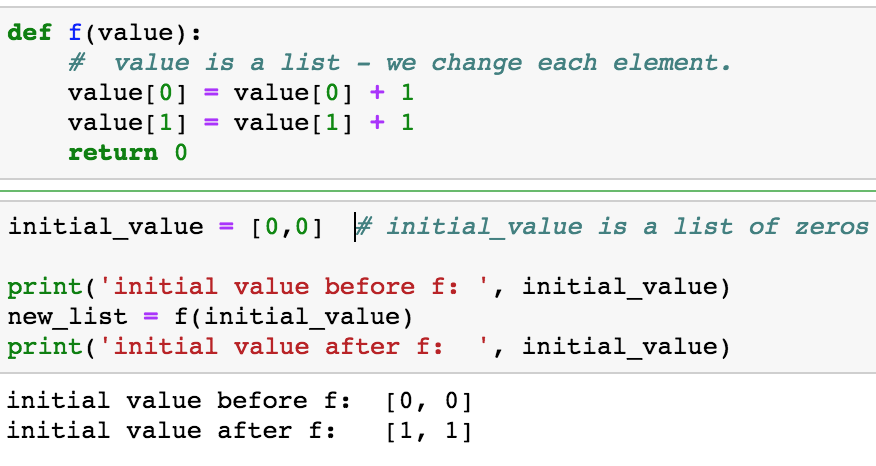 def f(value):
    #  value is a list – we change each element.
    value[0] = value[0] + 1
    value[1] = value[1] + 1
    return 0
initial_value = [0,0]  # initial_value is a list of zeros
print('initial value before f: ', initial_value)
new_list = f(initial_value)
print('initial value after f:  ', initial_value)
initial value before f:  [0, 0]
initial value after f:   [1, 1]